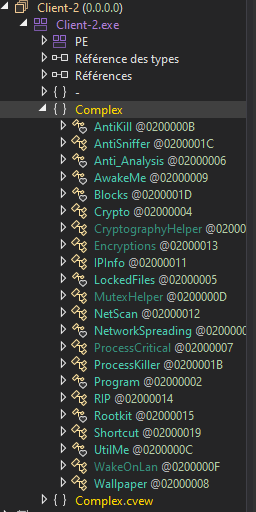 Client-2 (0.0.0.0)
Client-2.exe
PE
Référence des types
Références
{ } -
{ } Complex
AntiKill @0200000B
AntiSniffer @0200001C
Anti_Analysis @02000006
AwakeMe @02000009
Blocks @0200001D
Crypto @02000004
CryptographyHelper @0200
Encryptions @02000013
IPInfo @02000011
LockedFiles @02000005
MutexHelper @0200000D
NetScan @02000012
NetworkSpreading @0200000
ProcessCritical @02000007
ProcessKiller @0200001B
Program @02000002
RIP @02000014
Rootkit @02000015
Shortcut @02000019
UtilMe @0200000C
WakeOnLan @0200000F
Wallpaper @02000008
{ } Complex.cvew